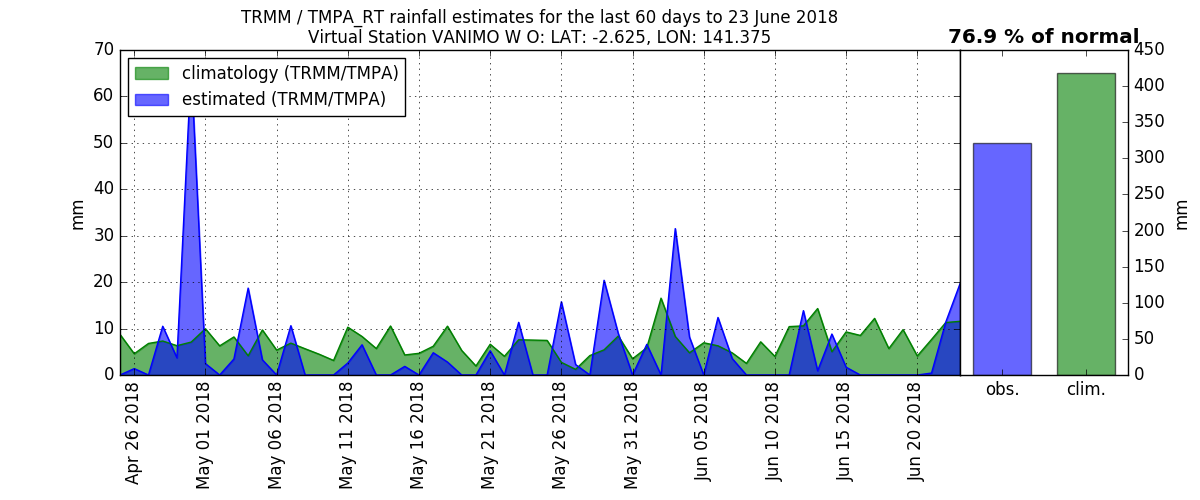 TRMM / TMPA_RT rainfall estimates for the last 60 days to 23 June 2018
Virtual Station VANIMO W O: LAT: -2.625, LON: 141.375
76.9 % of normal
climatology (TRMM/TMPA)
estimated (TRMM/TMPA)
70
60
50
40
30
20
10
0
mm
450
400
350
300
250
200
150
100
50
0
mm
Apr 26 2018
May 01 2018
May 06 2018
May 11 2018
May 16 2018
May 21 2018
May 26 2018
May 31 2018
Jun 05 2018
Jun 10 2018
Jun 15 2018
Jun 20 2018
obs.
clim.